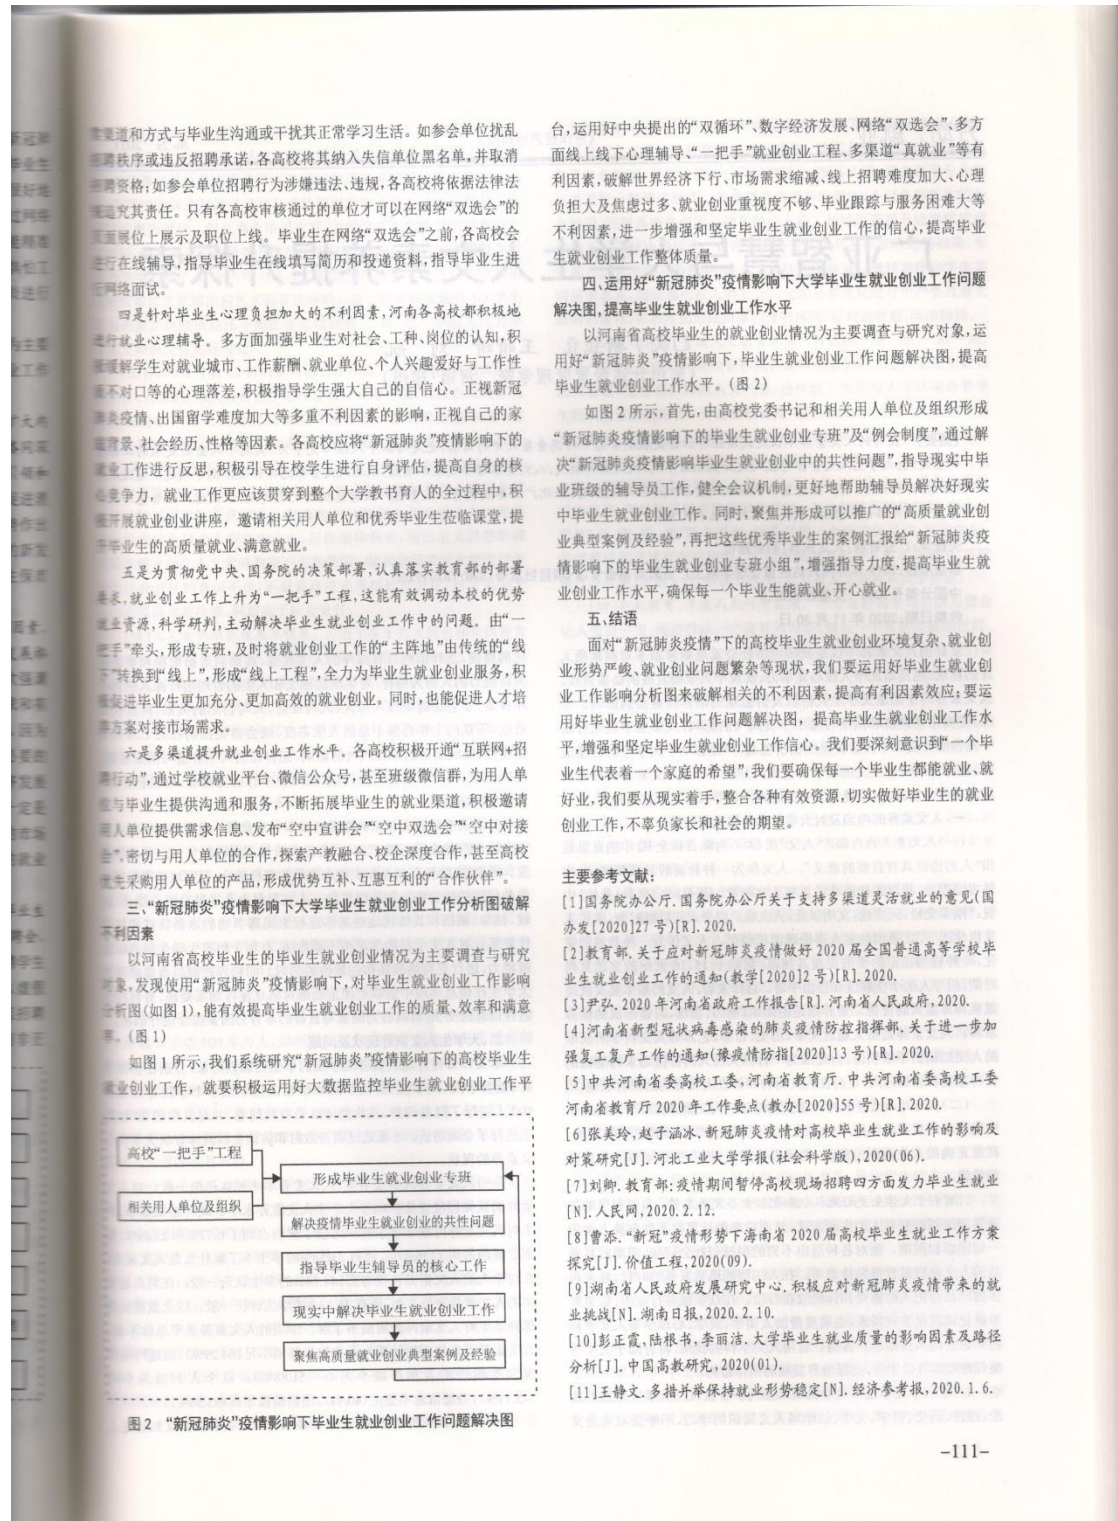 渠道和方式与毕业生沟通或干扰其正常学习生活。如参会单位扰乱
招聘秩序或违反招聘承诺,各高校将其纳入失信单位黑名单,并取消
招聘资格;如参会单位招聘行为涉嫌违法、违规,各高校将依据法律法
追究其责任。只有各高校审核通过的单位才可以在网络“双选会”的
页面展位上展示及职位上线。毕业生在网络“双选会”之前,各高校会
进行在线辅导,指导毕业生在线填写简历和投递资料,指导毕业生进
行网络面试。
四是针对毕业生心理负担加大的不利因素,河南各高校都积极地
进行就业心理辅导。多方面加强毕业生对社会、工种、岗位的认知,积
极缓解学生对就业城市、工作薪酬、就业单位、个人兴趣爱好与工作性
质不对口等的心理落差,积极指导学生强大自己的自信心。正视新冠
肺炎疫情、出国留学难度加大等多重不利因素的影响,正视自己的家
庭背景、社会经历、性格等因素。各高校应将“新冠肺炎”疫情影响下的
就业工作进行反思,积极引导在校学生进行自身评估,提高自身的核
心竞争力,就业工作更应该贯穿到整个大学教书育人的全过程中,积
极开展就业创业讲座,邀请相关用人单位和优秀毕业生莅临课堂,提
升毕业生的高质量就业、满意就业。
五是为贯彻党中央、国务院的决策部署,认真落实教育部的部署
要求,就业创业工作上升为“一把手”工程,这能有效调动本校的优势
就业资源,科学研判,主动解决毕业生就业创业工作中的问题。由“一
把手”牵头,形成专班,及时将就业创业工作的“主阵地”由传统的“线
下”转换到“线上”,形成“线上工程”,全力为毕业生就业创业服务,积
极促进毕业生更加充分、更加高效的就业创业。同时,也能促进人才培
养方案对接市场需求。
六是多渠道提升就业创业工作水平,各高校积极开通“互联网+招
聘行动”,通过学校就业平台、微信公众号,甚至班级微信群,为用人单
位与毕业生提供沟通和服务,不断拓展毕业生的就业渠道,积极邀请
用人单位提供需求信息、发布“空中宣讲会”“空中双选会”“空中对接
会”,密切与用人单位的合作,探索产教融合、校企深度合作,甚至高校
优先采购用人单位的产品,形成优势互补、互惠互利的“合作伙伴”。
三、“新冠肺炎”疫情影响下大学毕业生就业创业工作分析图破解
不利因素
以河南省高校毕业生的毕业生就业创业情况为主要调查与研究
对象,发现使用“新冠肺炎”疫情影响下,对毕业生就业创业工作影响
分析图(如图1),能有效提高毕业生就业创业工作的质量、效率和满意
率。(图1)
如图1所示,我们系统研究“新冠肺炎”疫情影响下的高校毕业生
就业创业工作,就要积极运用好大数据监控毕业生就业创业工作平
高校“一把手”工程
相关用人单位及组织
形成毕业生就业创业专班
解决疫情毕业生就业创业的共性问题
指导毕业生辅导员的核心工作
现实中解决毕业生就业创业工作
聚焦高质量就业创业典型案例及经验
图2 “新冠肺炎”疫情影响下毕业生就业创业工作问题解决图
台,运用好中央提出的“双循环”、数字经济发展、网络“双选会”、多方
面线上线下心理辅导、“一把手”就业创业工程、多渠道“真就业”等有
利因素,破解世界经济下行、市场需求缩减、线上招聘难度加大、心理
负担大及焦虑过多、就业创业重视度不够、毕业跟踪与服务困难大等
不利因素,进一步增强和坚定毕业生就业创业工作的信心,提高毕业
生就业创业工作整体质量。
四、运用好“新冠肺炎”疫情影响下大学毕业生就业创业工作问题
解决图,提高毕业生就业创业工作水平
以河南省高校毕业生的就业创业情况为主要调查与研究对象,运
用好“新冠肺炎”疫情影响下,毕业生就业创业工作问题解决图,提高
毕业生就业创业工作水平。(图2)
如图2所示,首先,由高校党委书记和相关用人单位及组织形成
“新冠肺炎疫情影响下的毕业生就业创业专班”及“例会制度”,通过解
决“新冠肺炎疫情影响毕业生就业创业中的共性问题”,指导现实中毕
业班级的辅导员工作,健全会议机制,更好地帮助辅导员解决好现实
中毕业生就业创业工作。同时,聚焦并形成可以推广的“高质量就业创
业典型案例及经验”,再把这些优秀毕业生的案例汇报给“新冠肺炎疫
情影响下的毕业生就业创业专班小组”,增强指导力度,提高毕业生就
业创业工作水平,确保每一个毕业生能就业、开心就业。
五、结语
面对“新冠肺炎疫情”下的高校毕业生就业创业环境复杂、就业创
业形势严峻、就业创业问题繁杂等现状,我们要运用好毕业生就业创
业工作影响分析图来破解相关的不利因素,提高有利因素效应;要运
用好毕业生就业创业工作问题解决图,提高毕业生就业创业工作水
平,增强和坚定毕业生就业创业工作信心。我们要深刻意识到“一个毕
业生代表着一个家庭的希望”,我们要确保每一个毕业生都能就业、就
好业,我们要从现实着手,整合各种有效资源,切实做好毕业生的就业
创业工作,不辜负家长和社会的期望。
主要参考文献:
[1]国务院办公厅.国务院办公厅关于支持多渠道灵活就业的意见(国
办发[2020]27号)[R].2020.
[2]教育部.关于应对新冠肺炎疫情做好2020届全国普通高等学校毕
业生就业创业工作的通知(教学[2020]2号)[R].2020.
[3]尹弘.2020年河南省政府工作报告[R].河南省人民政府,2020.
[4]河南省新型冠状病毒感染的肺炎疫情防控指挥部.关于进一步加
强复工复产工作的通知(豫疫情防指[2020]13号)[R].2020.
[5]中共河南省委高校工委,河南省教育厅.中共河南省委高校工委
河南省教育厅2020年工作要点(教办[2020]55号)[R].2020.
[6]张美玲,赵子涵冰.新冠肺炎疫情对高校毕业生就业工作的影响及
对策研究[J].河北工业大学学报(社会科学版),2020(06).
[7]刘卿.教育部:疫情期间暂停高校现场招聘四方面发力毕业生就业
[N].人民网,2020.2.12.
[8]曹添.“新冠”疫情形势下海南省2020届高校毕业生就业工作方案
探究[J].价值工程,2020(09).
[9]湖南省人民政府发展研究中心.积极应对新冠肺炎疫情带来的就
业挑战[N].湖南日报,2020.2.10.
[10]彭正霞,陆根书,李丽洁.大学毕业生就业质量的影响因素及路径
分析[J].中国高教研究,2020(01).
[11]王静文.多措并举保持就业形势稳定[N].经济参考报,2020.1.6.
-111-